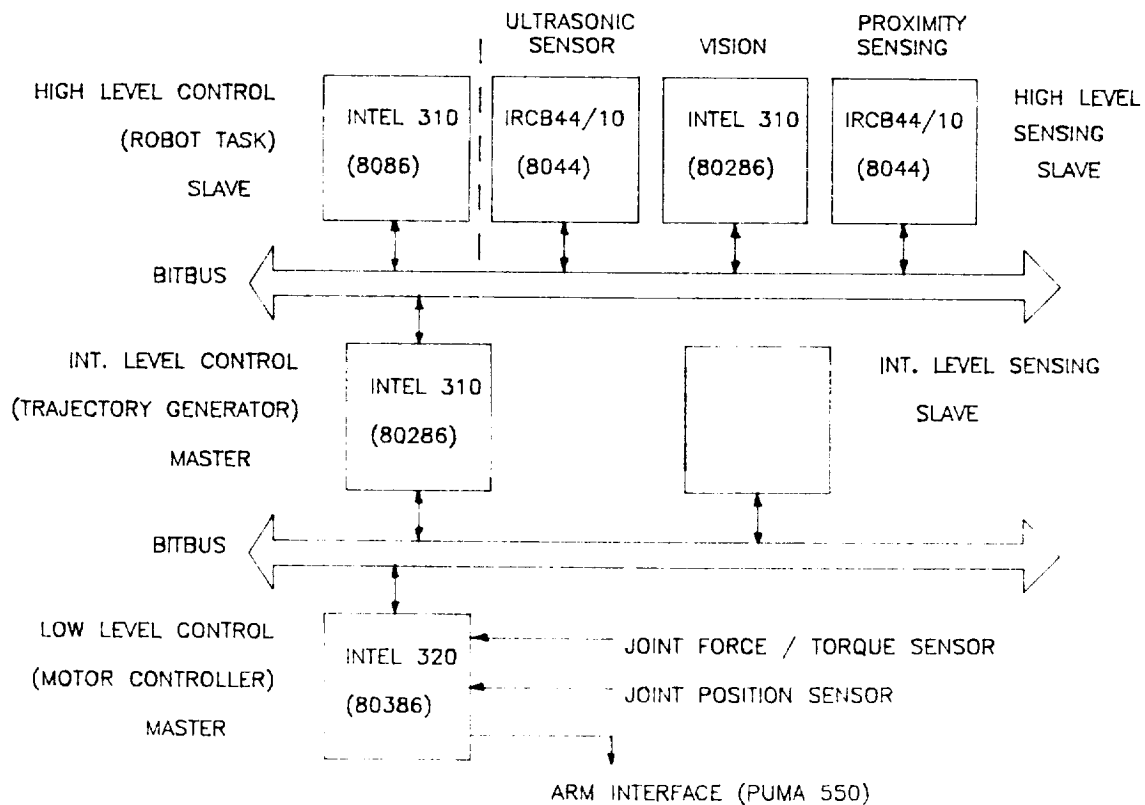 ULTRASONIC
SENSOR
VISION
PROXIMITY
SENSING
HIGH LEVEL CONTROL
(ROBOT TASK)
SLAVE
INTEL 310
(8086)
IRCB44/10
(8044)
INTEL 310
(80286)
IRCB44/10
(8044)
HIGH LEVEL
SENSING
SLAVE
BITBUS
INT. LEVEL CONTROL
(TRAJECTORY GENERATOR)
MASTER
INTEL 310
(80286)
INT. LEVEL SENSING
SLAVE
BITBUS
LOW LEVEL CONTROL
(MOTOR CONTROLLER)
MASTER
INTEL 320
(80386)
JOINT FORCE / TORQUE SENSOR
JOINT POSITION SENSOR
ARM INTERFACE (PUMA 550)